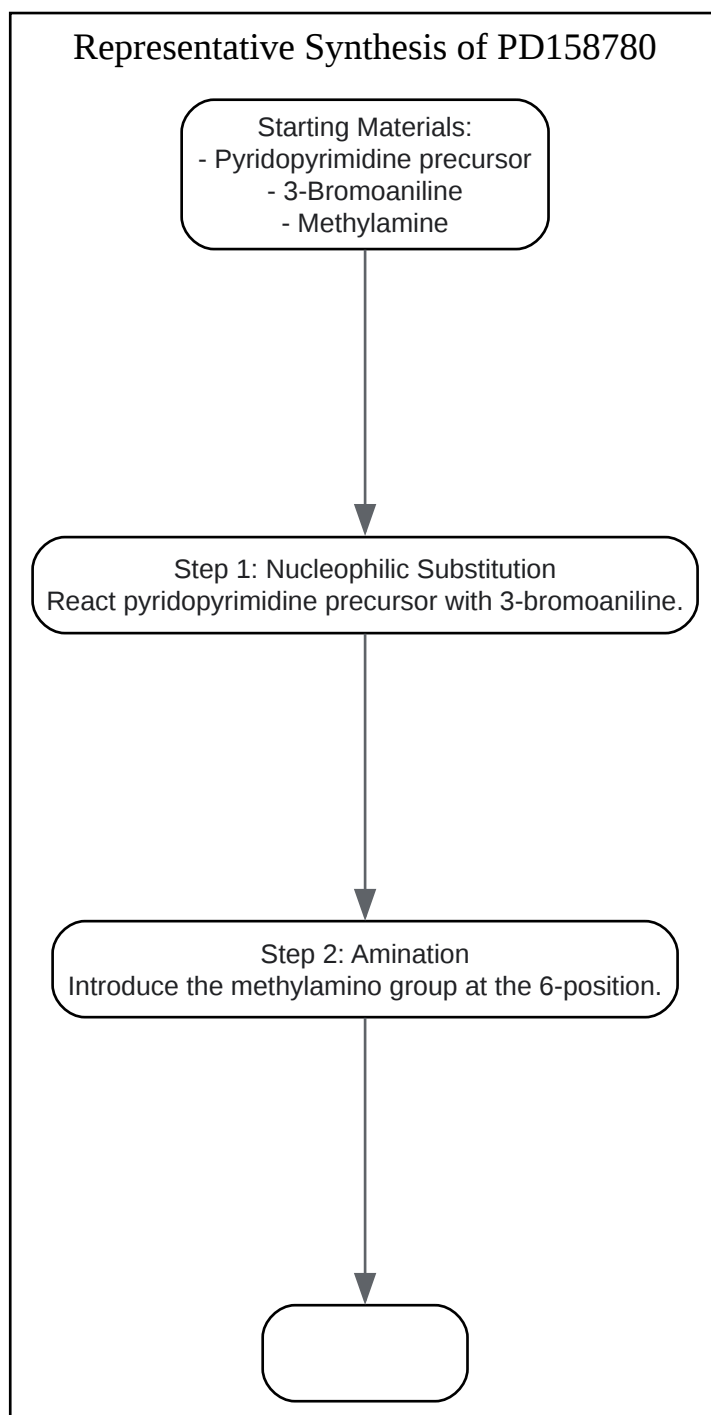 Representative Synthesis of PD158780
Starting Materials:
- Pyridopyrimidine precursor
- 3-Bromoaniline
- Methylamine
Step 1: Nucleophilic Substitution
React pyridopyrimidine precursor with 3-bromoaniline.
Step 2: Amination
Introduce the methylamino group at the 6-position.